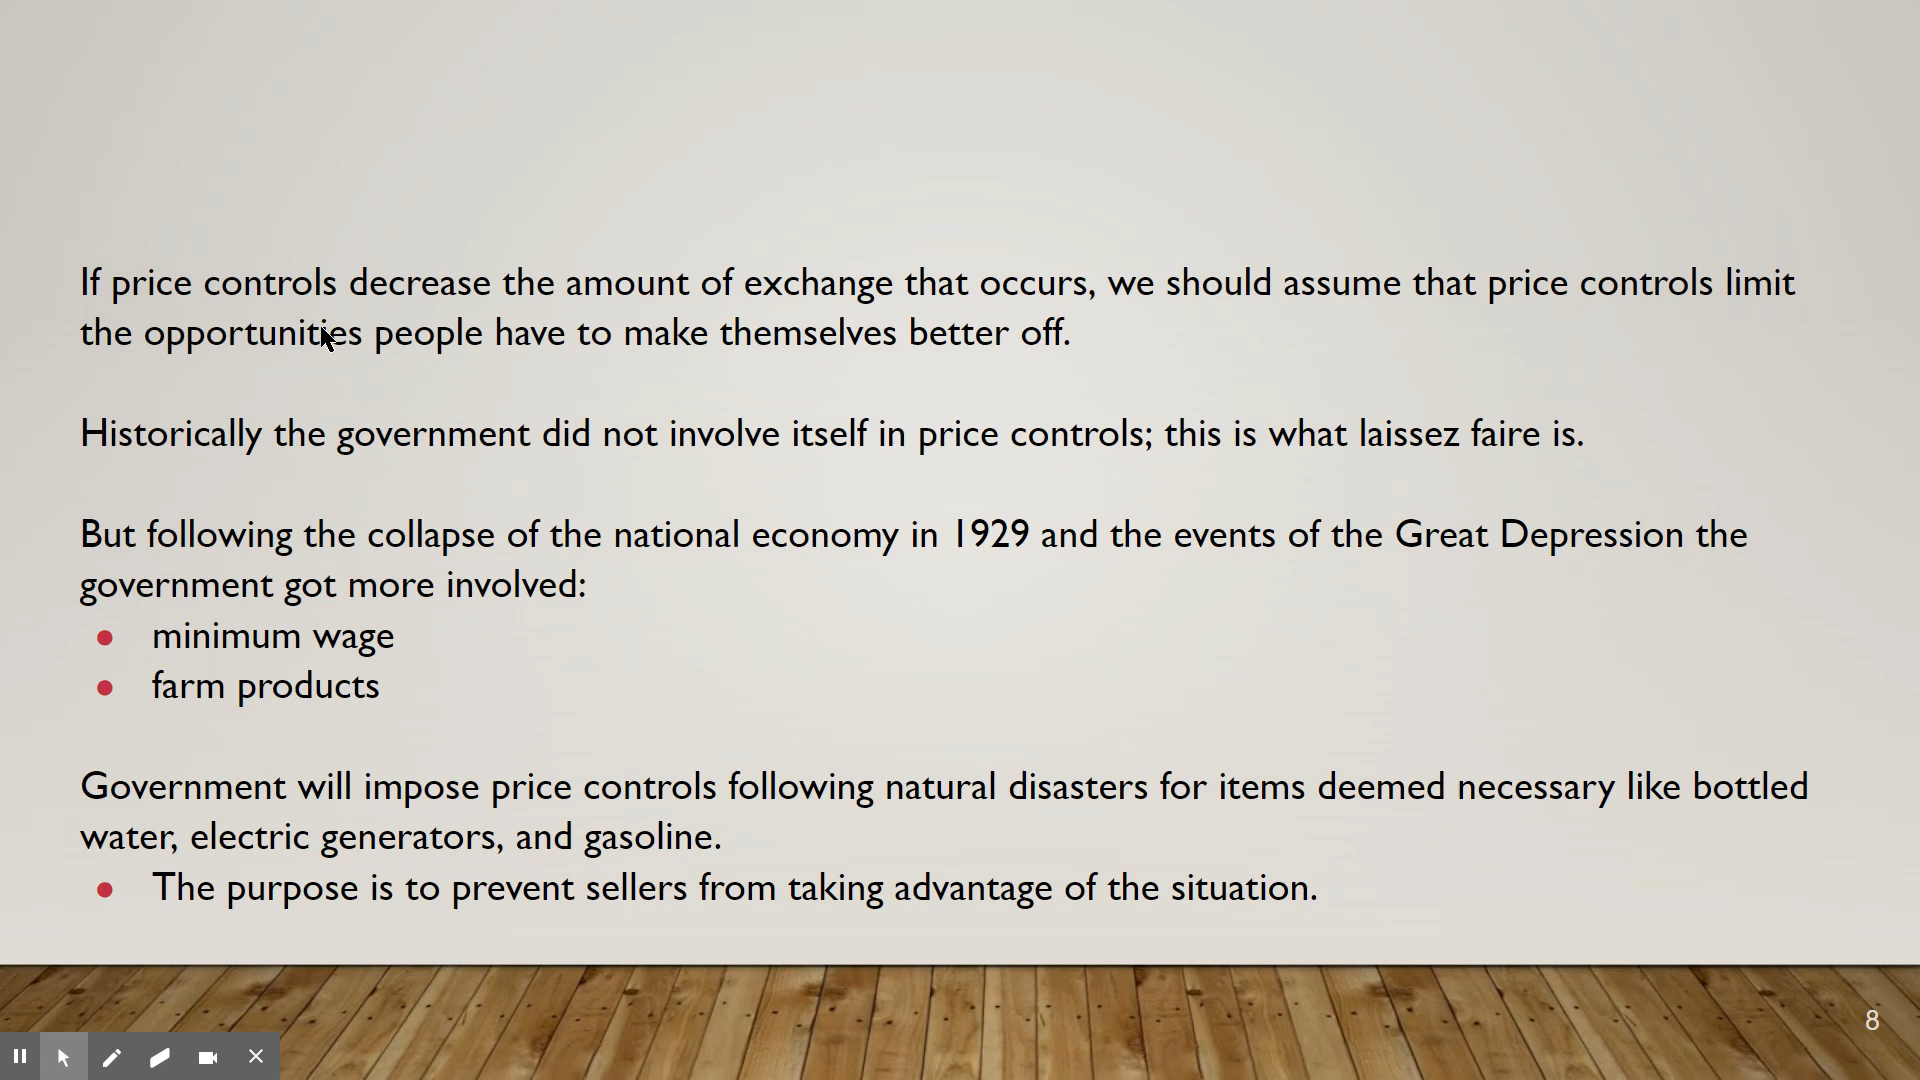 If price controls decrease the amount of exchange that occurs, we should assume that price controls limit
the opportunities people have to make themselves better off.
Historically the government did not involve itself in price controls; this is what laissez faire is.
But following the collapse of the national economy in 1929 and the events of the Great Depression the
government got more involved:
● minimum wage
● farm products
Government will impose price controls following natural disasters for items deemed necessary like bottled
water, electric generators, and gasoline.
● The purpose is to prevent sellers from taking advantage of the situation.
8